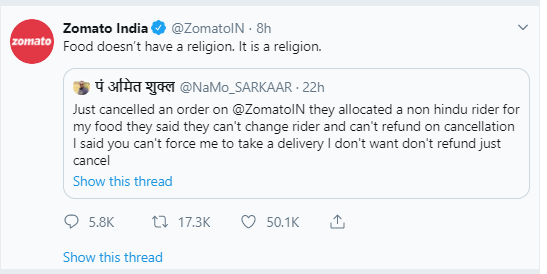 zomato
Zomato India @ZomatoIN · 8h
Food doesn't have a religion. It is a religion.
पं अमित शुक्ल @NaMo_SARKAAR · 22h
Just cancelled an order on @ZomatoIN they allocated a non hindu rider for
my food they said they can't change rider and can't refund on cancellation
I said you can't force me to take a delivery I don't want don't refund just
cancel
Show this thread
5.8K 17.3K 50.1K
Show this thread